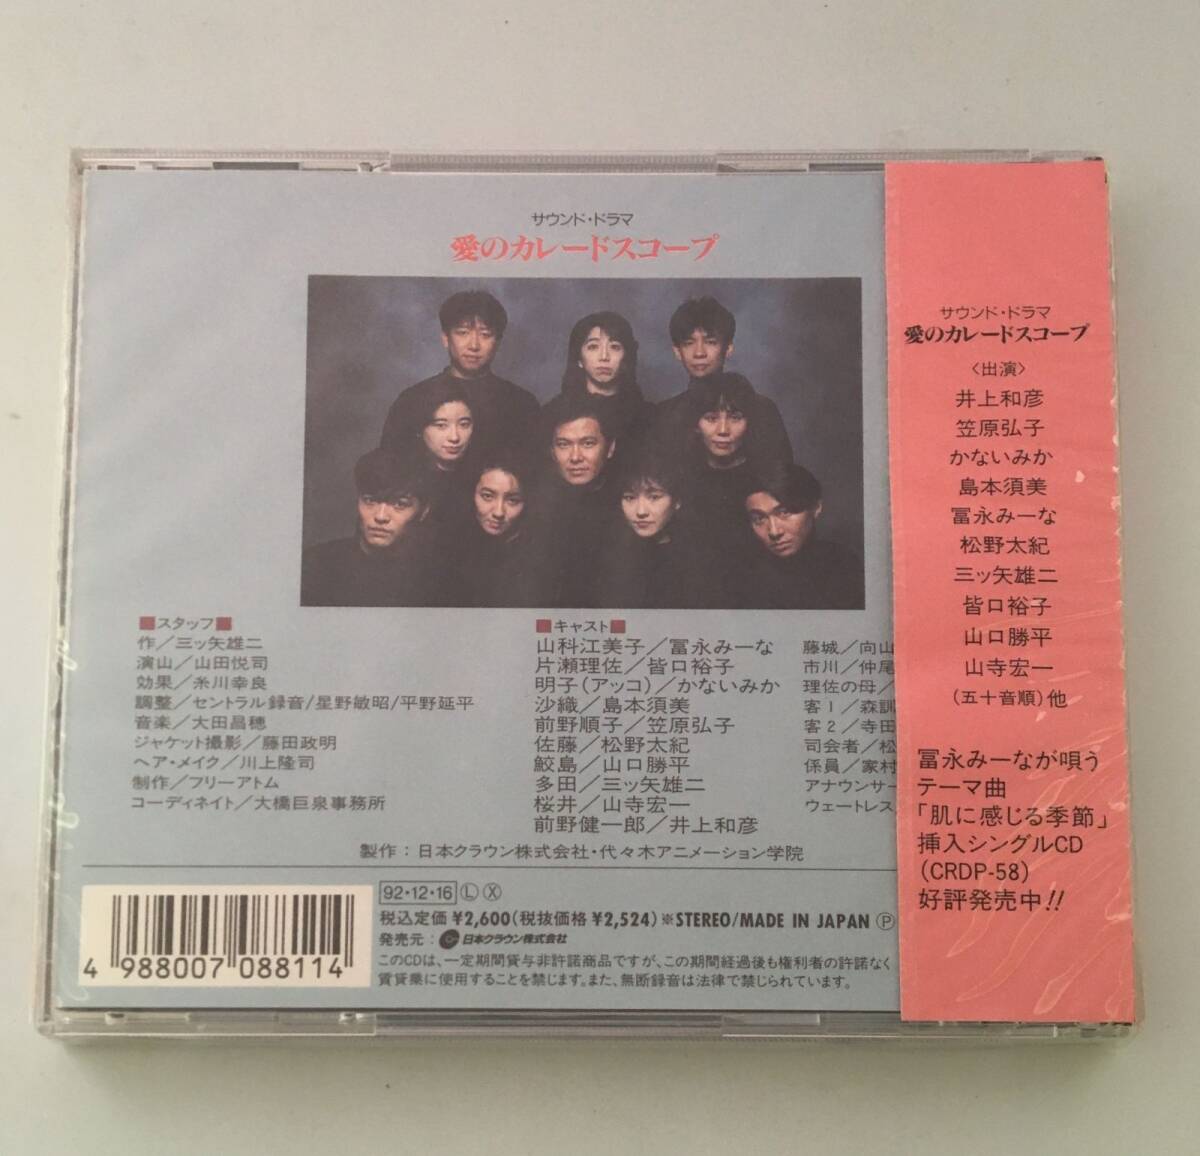 サウンド・ドラマ
愛のカレードスコープ
■スタッフ■
作／三ッ矢雄二
演出／山田悦司
効果／糸川幸良
調整／セントラル録音/星野敏昭/平野延平
音楽／大田昌穂
ジャケット撮影／藤田政明
ヘア・メイク／川上隆司
制作／フリーアトム
コーディネイト／大橋巨泉事務所
■キャスト■
山科江美子／冨永みーな
片瀬理佐／皆口裕子
明子(アッコ)／かないみか
沙織／島本須美
前野順子／笠原弘子
佐藤／松野太紀
鮫島／山口勝平
多田／三ッ矢雄二
桜井／山寺宏一
前野健一郎／井上和彦
藤城／向山
市川／仲尾
理佐の母／
客1／森訓
客2／寺田
司会者／松
係員／家村
アナウンサー
ウェートレス
製作：日本クラウン株式会社・代々木アニメーション学院
92・12・16 Ⓛ Ⓧ
税込定価¥2,600(税抜価格¥2,524)※STEREO/MADE IN JAPAN Ⓟ
発売元：日本クラウン株式会社
このCDは、一定期間貸与非許諾商品ですが、この期間経過後も権利者の許諾なく
賃貸業に使用することを禁じます。また、無断録音は法律で禁じられています。
4 988007 088114
サウンド・ドラマ
愛のカレードスコープ
〈出演〉
井上和彦
笠原弘子
かないみか
島本須美
冨永みーな
松野太紀
三ッ矢雄二
皆口裕子
山口勝平
山寺宏一
(五十音順)他
冨永みーなが唄う
テーマ曲
「肌に感じる季節」
挿入シングルCD
(CRDP-58)
好評発売中!!